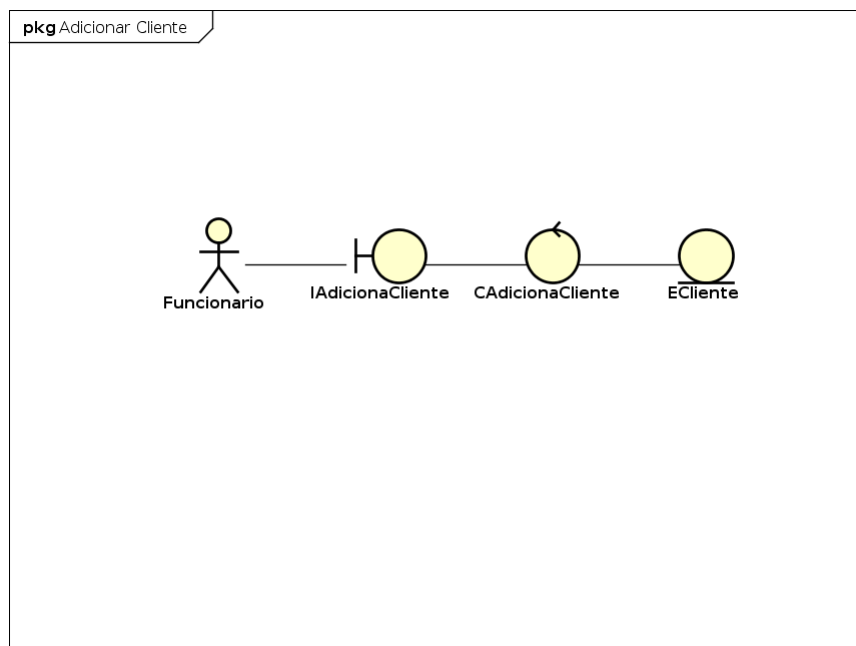 pkg Adicionar Cliente
Funcionario
IAdicionaCliente
CAdicionaCliente
ECliente